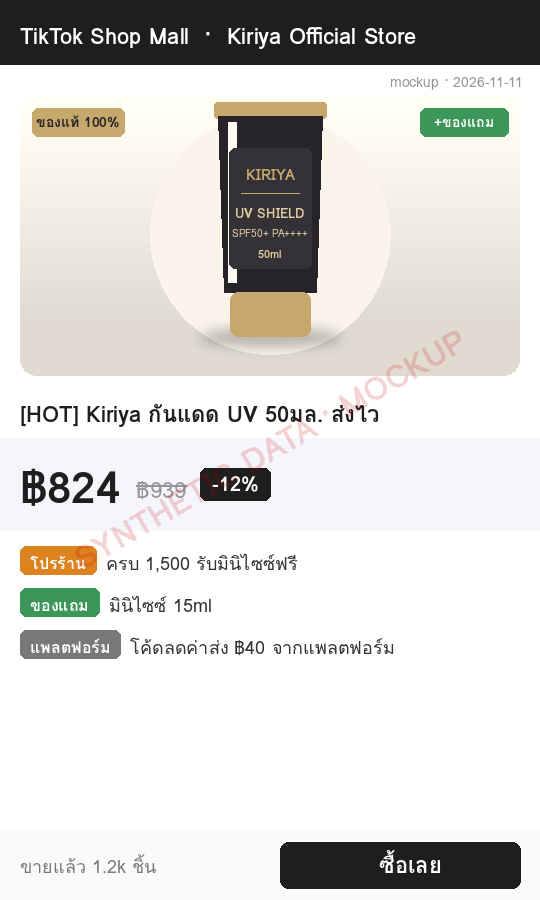 TikTok Shop Mall · Kiriya Official Store
mockup · 2026-11-11
ของแท้ 100%
+ของแถม
KIRIYA
UV SHIELD
SPF50+ PA++++
50ml
[HOT] Kiriya กันแดด UV 50มล. ส่งไว
฿824 ฿939 -12%
โปรร้าน ครบ 1,500 รับมินิไซซ์ฟรี
ของแถม มินิไซซ์ 15ml
แพลตฟอร์ม โค้ดลดค่าส่ง ฿40 จากแพลตฟอร์ม
SYNTHETIC DATA · MOCKUP
ขายแล้ว 1.2k ชิ้น
ซื้อเลย